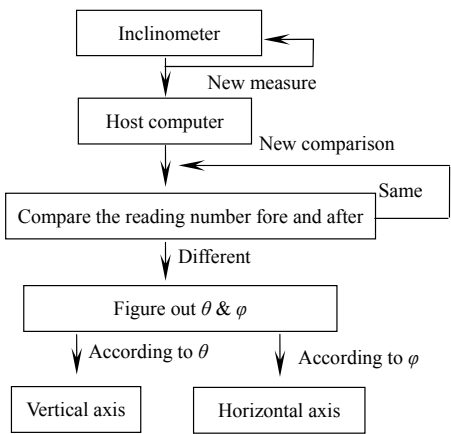 Inclinometer
New measure
Host computer
New comparison
Same
Compare the reading number fore and after
Different
Figure out θ & φ
According to θ
According to φ
Vertical axis
Horizontal axis